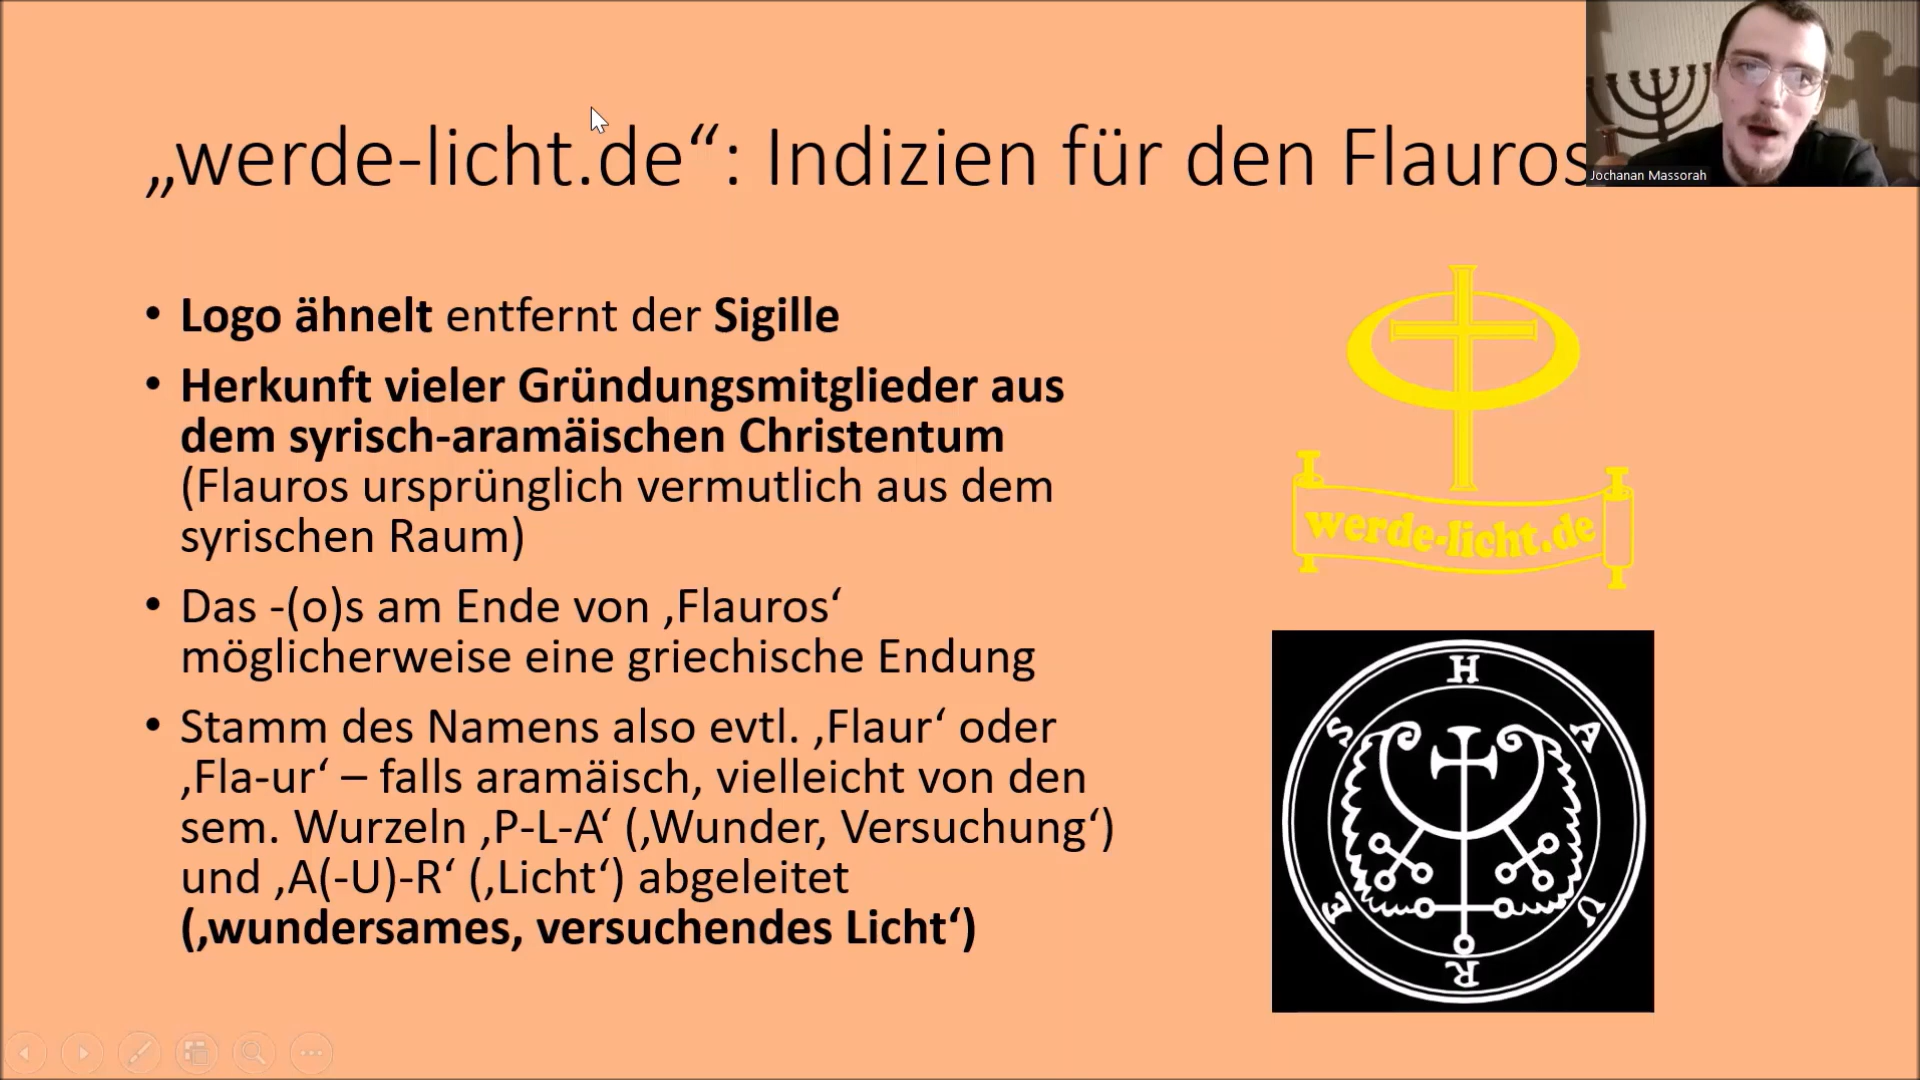 „werde-licht.de“: Indizien für den Flauros
Jochanan Massorah
• Logo ähnelt entfernt der Sigille
• Herkunft vieler Gründungsmitglieder aus
dem syrisch-aramäischen Christentum
(Flauros ursprünglich vermutlich aus dem
syrischen Raum)
• Das -(o)s am Ende von ‚Flauros‘
möglicherweise eine griechische Endung
• Stamm des Namens also evtl. ‚Flaur‘ oder
‚Fla-ur‘ – falls aramäisch, vielleicht von den
sem. Wurzeln ‚P-L-A‘ (‚Wunder, Versuchung‘)
und ‚A(-U)-R‘ (‚Licht‘) abgeleitet
(‚wundersames, versuchendes Licht‘)
werde-licht.de
HAURES